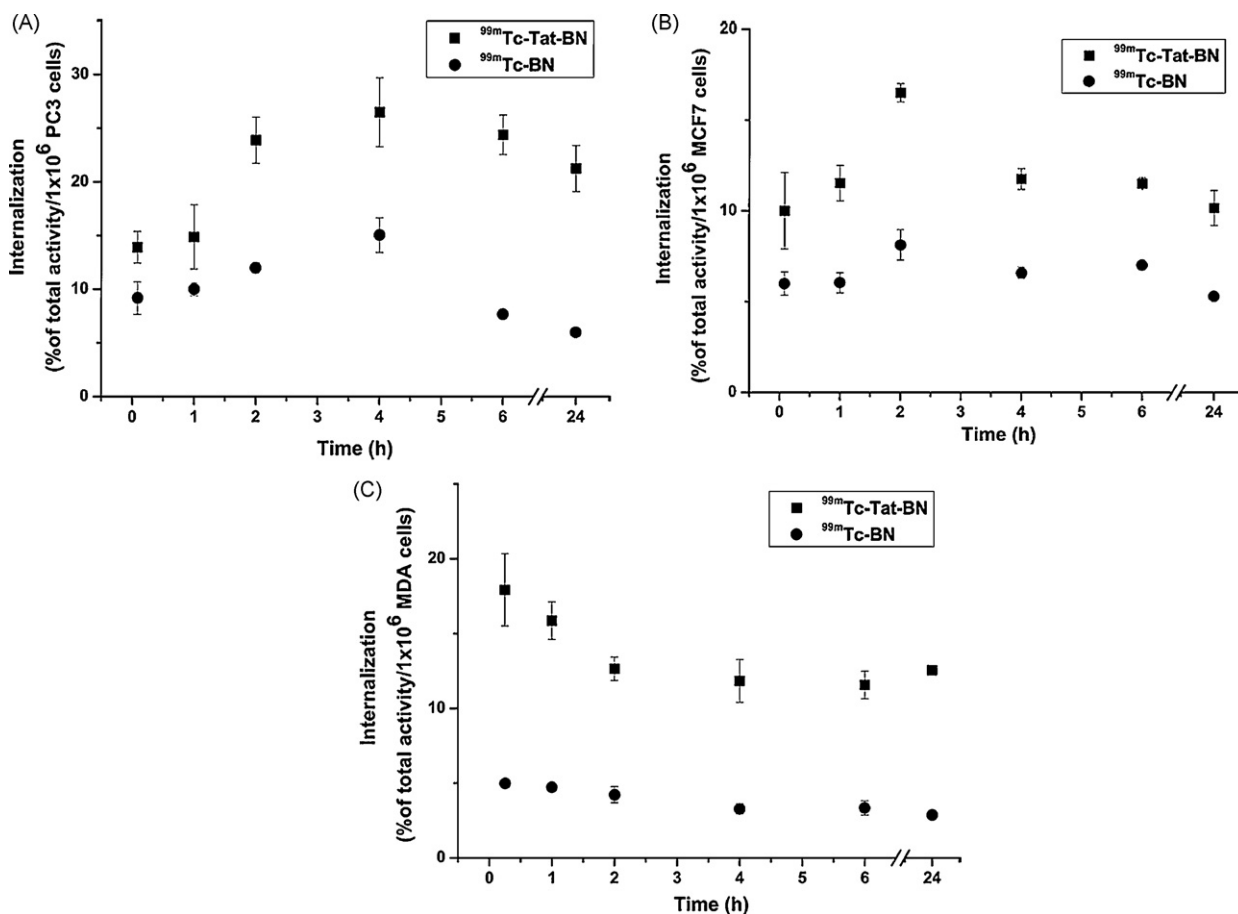 (A)
99mTc-Tat-BN
99mTc-BN
Internalization
(%of total activity/1x10^6 PC3 cells)
30
20
10
0
0 1 2 3 4 5 6 24
Time (h)
(B)
99mTc-Tat-BN
99mTc-BN
Internalization
(%of total activity/1x10^6 MCF7 cells)
20
10
0
0 1 2 3 4 5 6 24
Time (h)
(C)
99mTc-Tat-BN
99mTc-BN
Internalization
(%of total activity/1x10^6 MDA cells)
20
10
0
0 1 2 3 4 5 6 24
Time (h)